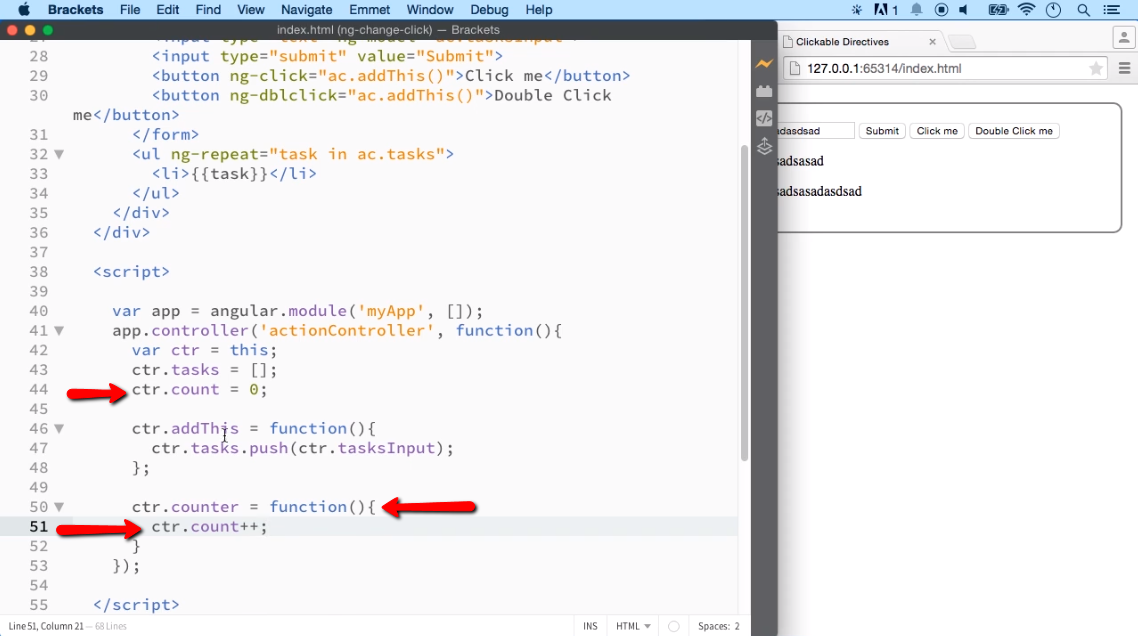 Brackets File Edit Find View Navigate Emmet Window Debug Help
1
index.html (ng-change-click) — Brackets
28 <input type="submit" value="Submit">
29 <button ng-click="ac.addThis()">Click me</button>
30 <button ng-dblclick="ac.addThis()">Double Click
me</button>
31 </form>
32 <ul ng-repeat="task in ac.tasks">
33 <li>{{task}}</li>
34 </ul>
35 </div>
36 </div>
37
38 <script>
39
40 var app = angular.module('myApp', []);
41 app.controller('actionController', function(){
42 var ctr = this;
43 ctr.tasks = [];
44 ctr.count = 0;
45
46 ctr.addThis = function(){
47 ctr.tasks.push(ctr.tasksInput);
48 };
49
50 ctr.counter = function(){
51 ctr.count++;
52 }
53 });
54
55 </script>
Line 51, Column 21 — 68 Lines
INS HTML Spaces: 2
Clickable Directives
127.0.0.1:65314/index.html
adasdsad Submit Click me Double Click me
sadsad
sadsasadasdsad